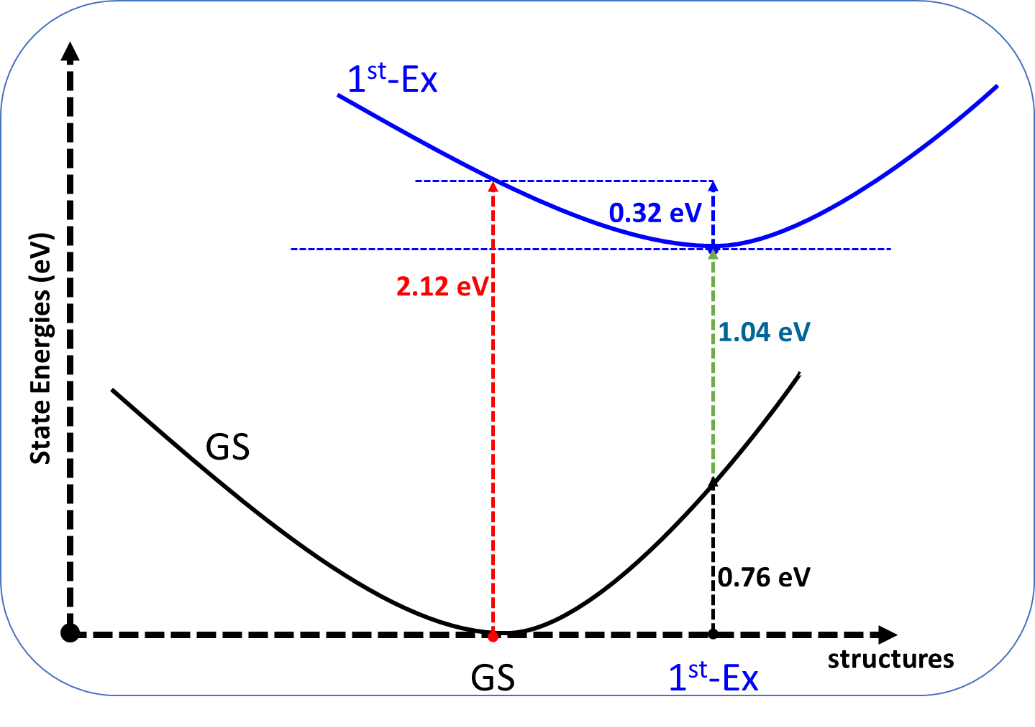 1st-Ex
0.32 eV
2.12 eV
1.04 eV
State Energies (eV)
GS
0.76 eV
structures
GS
1st-Ex